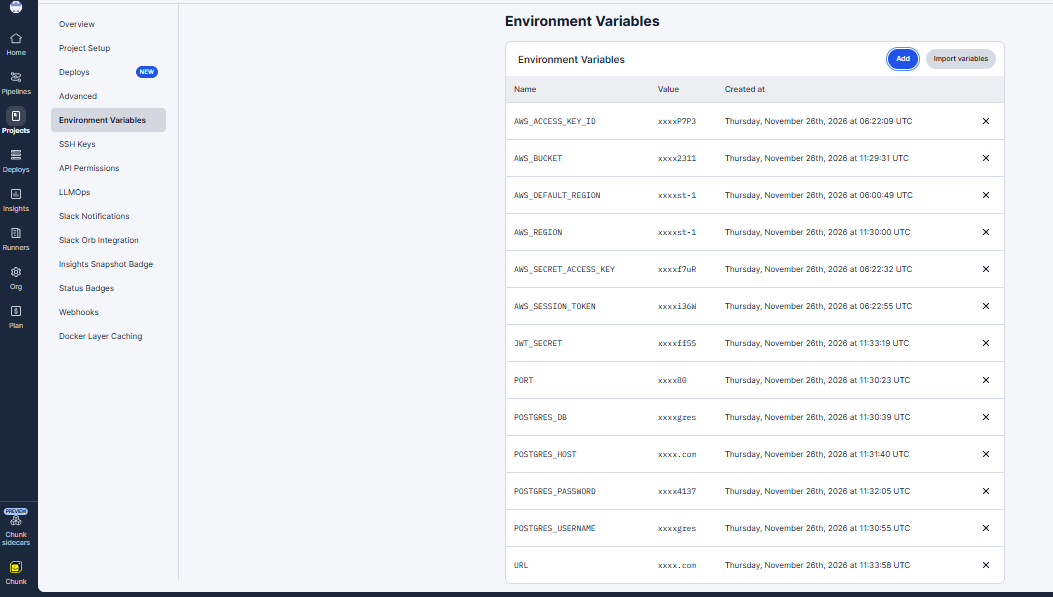 Home
Pipelines
Projects
Deploys
Insights
Runners
Org
Plan
PREVIEW
Chunk
sidecars
Chunk
Overview
Project Setup
Deploys NEW
Advanced
Environment Variables
SSH Keys
API Permissions
LLMOps
Slack Notifications
Slack Orb Integration
Insights Snapshot Badge
Status Badges
Webhooks
Docker Layer Caching
Environment Variables
Environment Variables Add Import variables
Name Value Created at
AWS_ACCESS_KEY_ID xxxxP7P3 Thursday, November 26th, 2026 at 06:22:09 UTC
AWS_BUCKET xxxx2311 Thursday, November 26th, 2026 at 11:29:31 UTC
AWS_DEFAULT_REGION xxxxst-1 Thursday, November 26th, 2026 at 06:00:49 UTC
AWS_REGION xxxxst-1 Thursday, November 26th, 2026 at 11:30:00 UTC
AWS_SECRET_ACCESS_KEY xxxxf7uR Thursday, November 26th, 2026 at 06:22:32 UTC
AWS_SESSION_TOKEN xxxxi36W Thursday, November 26th, 2026 at 06:22:55 UTC
JWT_SECRET xxxxff55 Thursday, November 26th, 2026 at 11:33:19 UTC
PORT xxxx80 Thursday, November 26th, 2026 at 11:30:23 UTC
POSTGRES_DB xxxxgres Thursday, November 26th, 2026 at 11:30:39 UTC
POSTGRES_HOST xxxx.com Thursday, November 26th, 2026 at 11:31:40 UTC
POSTGRES_PASSWORD xxxx4137 Thursday, November 26th, 2026 at 11:32:05 UTC
POSTGRES_USERNAME xxxxgres Thursday, November 26th, 2026 at 11:30:55 UTC
URL xxxx.com Thursday, November 26th, 2026 at 11:33:58 UTC